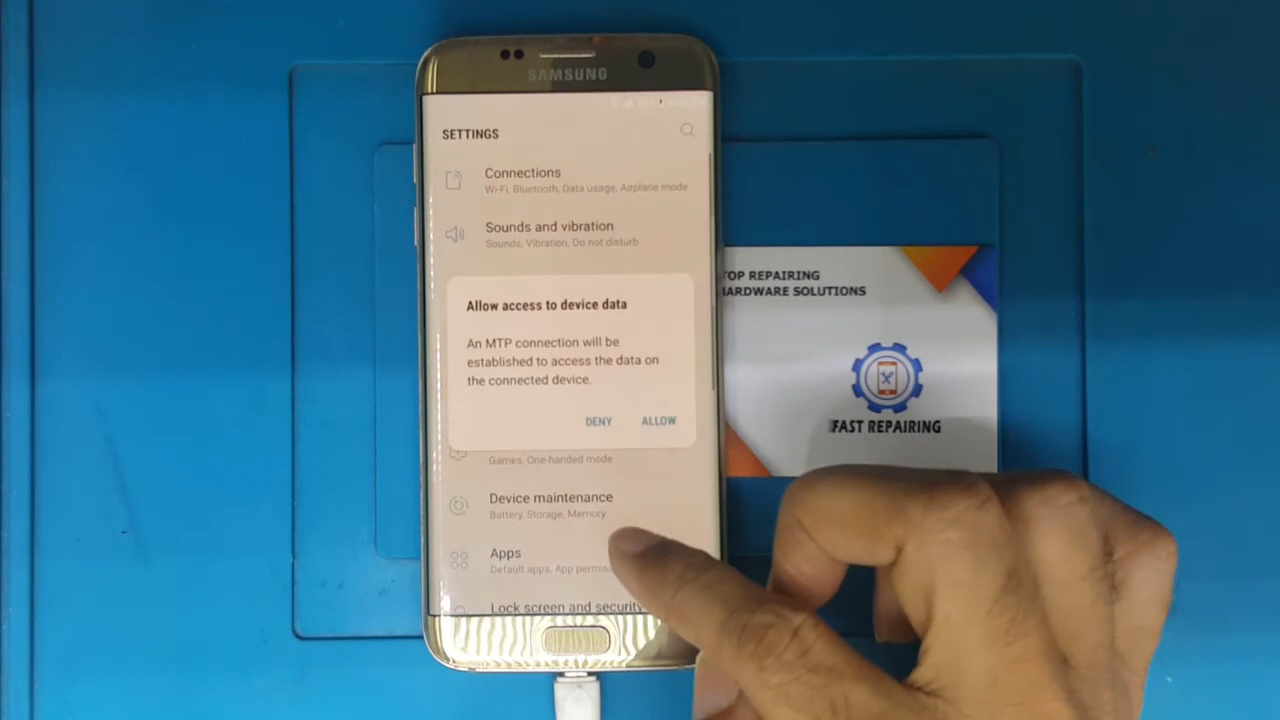 SAMSUNG
SETTINGS
Connections
Wi-Fi, Bluetooth, Data usage, Airplane mode
Sounds and vibration
Sounds, Vibration, Do not disturb
Allow access to device data
An MTP connection will be
established to access the data on
the connected device.
DENY
ALLOW
Games, One-handed mode
Device maintenance
Battery, Storage, Memory
Apps
Default apps, App
Lock screen and security
TOP REPAIRING
HARDWARE SOLUTIONS
FAST REPAIRING